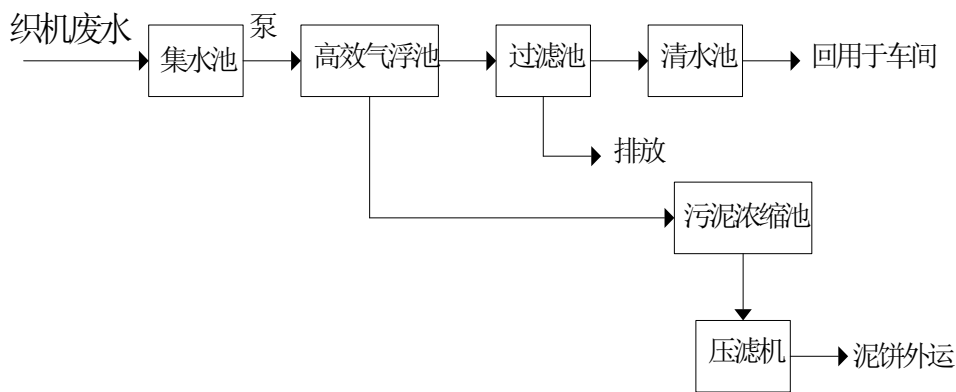 织机废水
集水池
泵
高效气浮池
过滤池
清水池
回用于车间
排放
污泥浓缩池
压滤机
泥饼外运